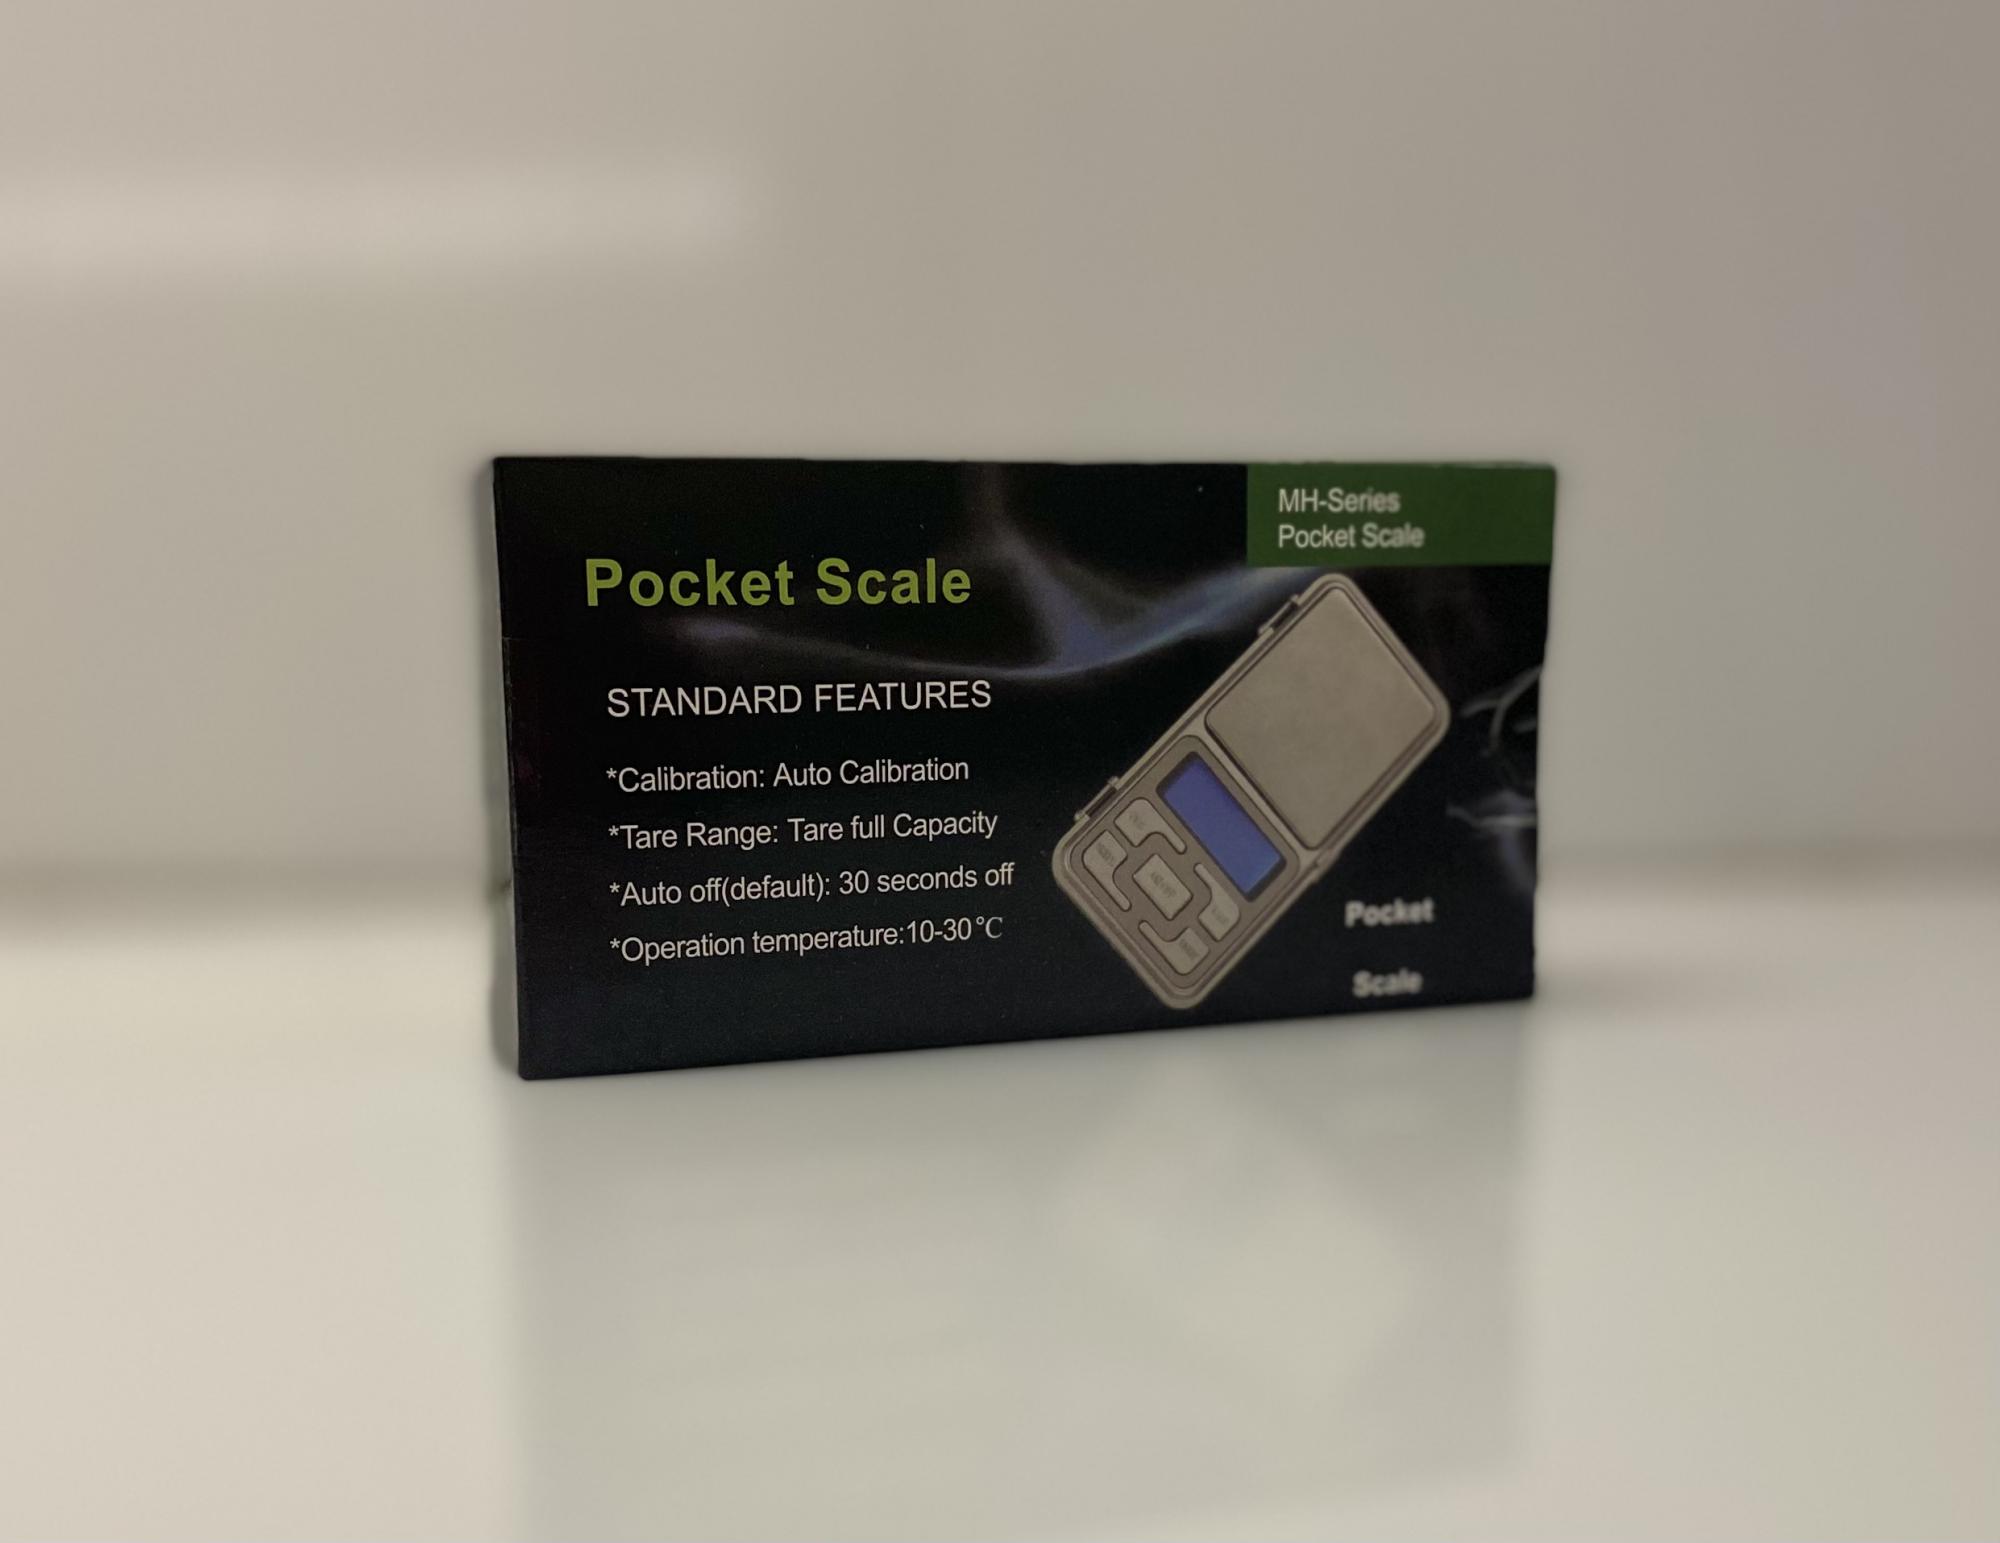 MH-Series
Pocket Scale
Pocket Scale
STANDARD FEATURES
*Calibration: Auto Calibration
*Tare Range: Tare full Capacity
*Auto off(default): 30 seconds off
*Operation temperature:10-30℃
Pocket
Scale